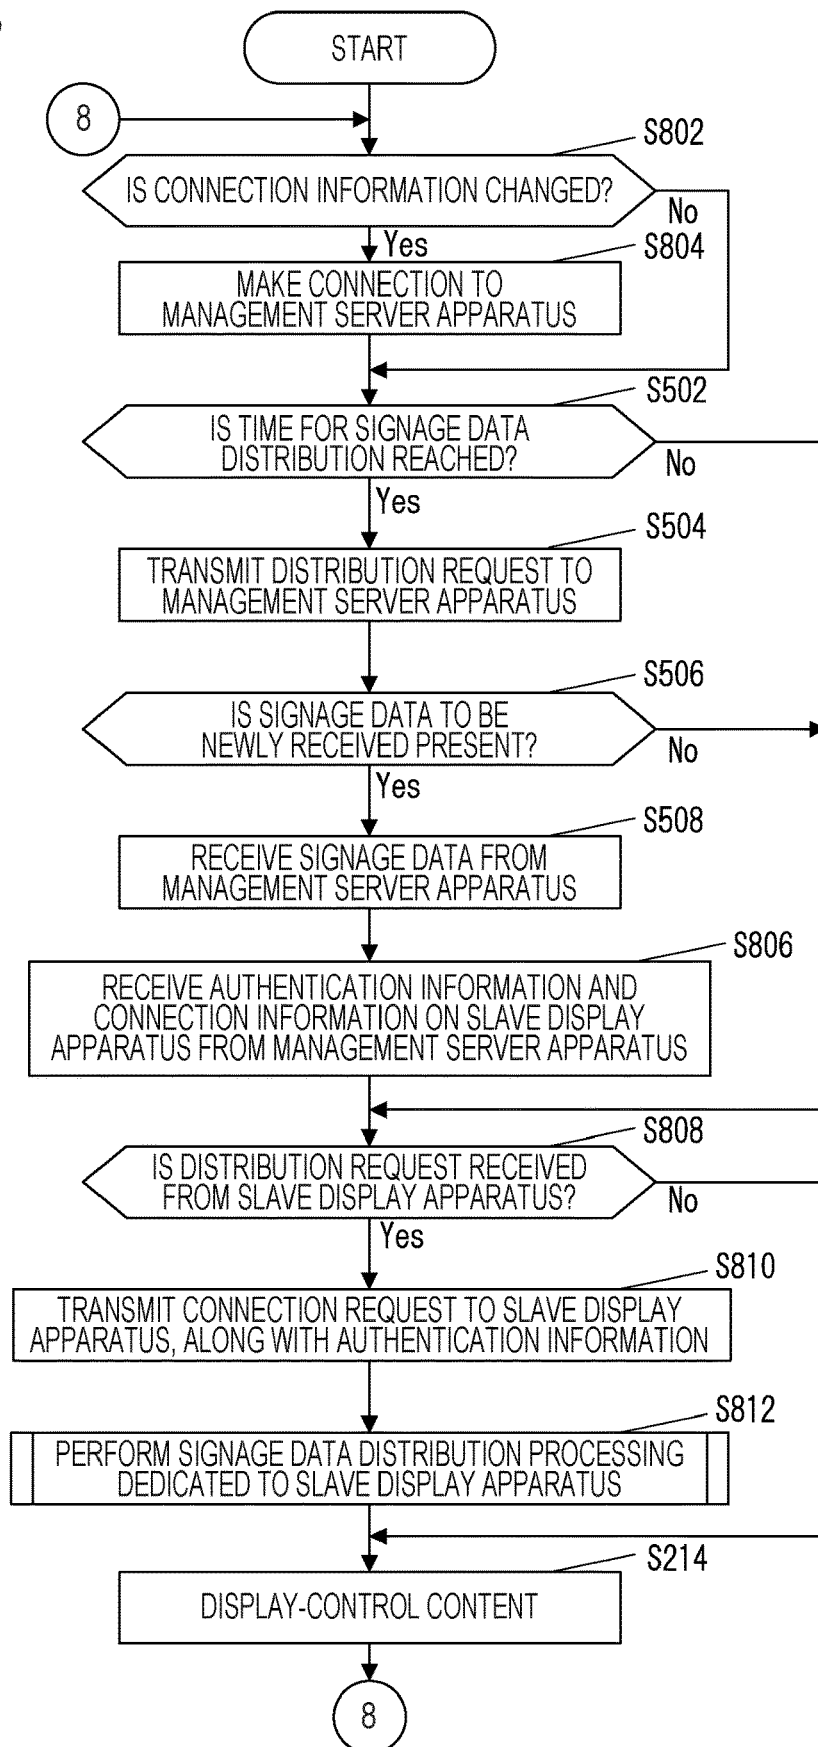 START
8
S802
IS CONNECTION INFORMATION CHANGED?
No
Yes
S804
MAKE CONNECTION TO
MANAGEMENT SERVER APPARATUS
S502
IS TIME FOR SIGNAGE DATA
DISTRIBUTION REACHED?
No
Yes
S504
TRANSMIT DISTRIBUTION REQUEST TO
MANAGEMENT SERVER APPARATUS
S506
IS SIGNAGE DATA TO BE
NEWLY RECEIVED PRESENT?
No
Yes
S508
RECEIVE SIGNAGE DATA FROM
MANAGEMENT SERVER APPARATUS
S806
RECEIVE AUTHENTICATION INFORMATION AND
CONNECTION INFORMATION ON SLAVE DISPLAY
APPARATUS FROM MANAGEMENT SERVER APPARATUS
S808
IS DISTRIBUTION REQUEST RECEIVED
FROM SLAVE DISPLAY APPARATUS?
No
Yes
S810
TRANSMIT CONNECTION REQUEST TO SLAVE DISPLAY
APPARATUS, ALONG WITH AUTHENTICATION INFORMATION
S812
PERFORM SIGNAGE DATA DISTRIBUTION PROCESSING
DEDICATED TO SLAVE DISPLAY APPARATUS
S214
DISPLAY-CONTROL CONTENT
8